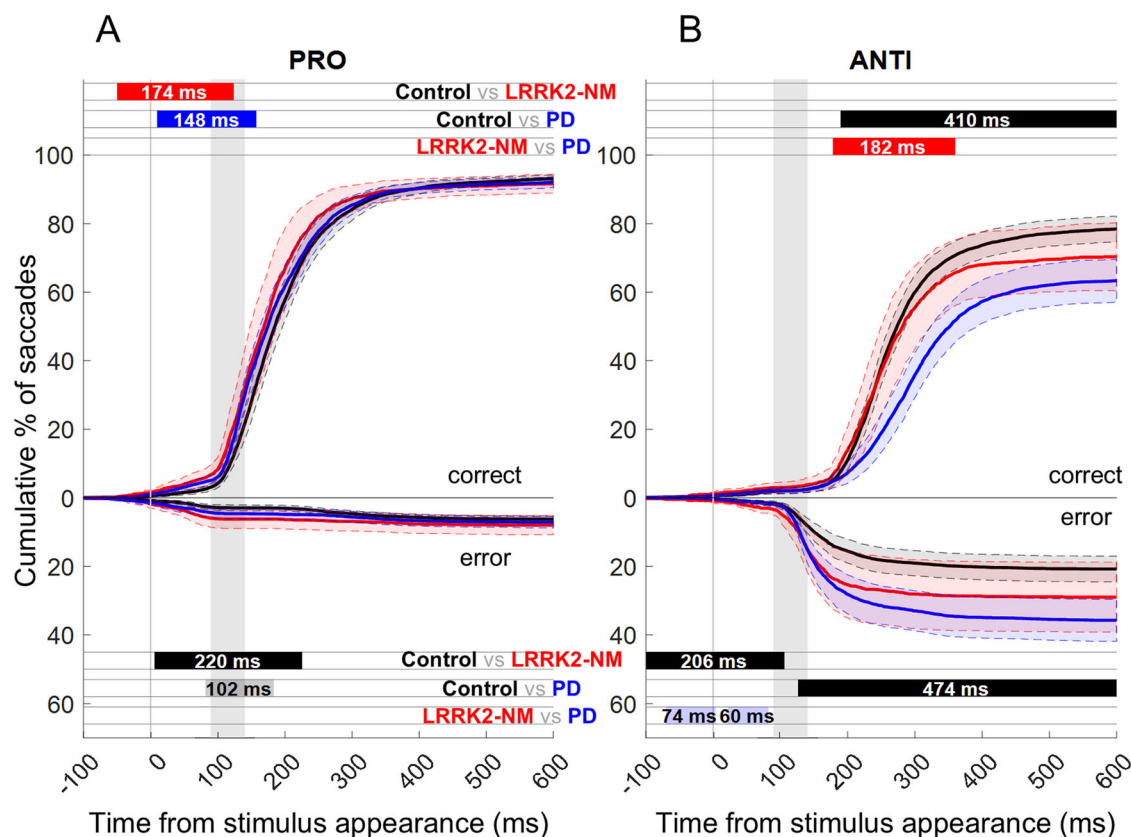 A
PRO
174 ms
Control vs LRRK2-NM
148 ms
Control vs PD
LRRK2-NM vs PD
100
80
60
40
20
0
20
40
60
Cumulative % of saccades
correct
error
220 ms
Control vs LRRK2-NM
102 ms
Control vs PD
LRRK2-NM vs PD
-100
0
100
200
300
400
500
600
Time from stimulus appearance (ms)
B
ANTI
410 ms
182 ms
100
80
60
40
20
0
20
40
60
correct
error
206 ms
474 ms
74 ms 60 ms
-100
0
100
200
300
400
500
600
Time from stimulus appearance (ms)